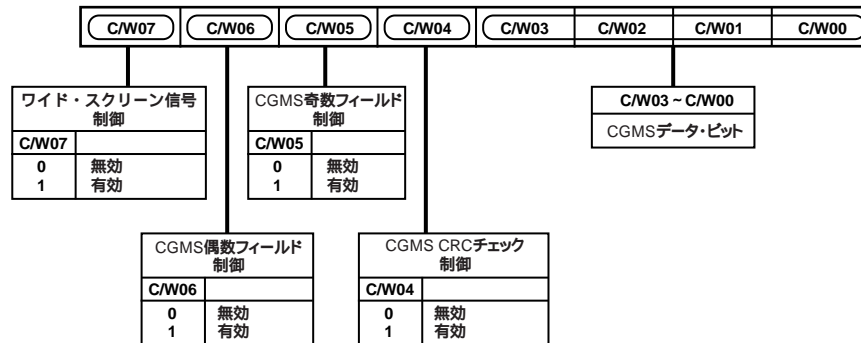 C/W07 C/W06 C/W05 C/W04 C/W03 C/W02 C/W01 C/W00
ワイド・スクリーン信号
制御
C/W07
0 無効
1 有効
CGMS奇数フィールド
制御
C/W05
0 無効
1 有効
C/W03 ~ C/W00
CGMSデータ・ビット
CGMS偶数フィールド
制御
C/W06
0 無効
1 有効
CGMS CRCチェック
制御
C/W04
0 無効
1 有効